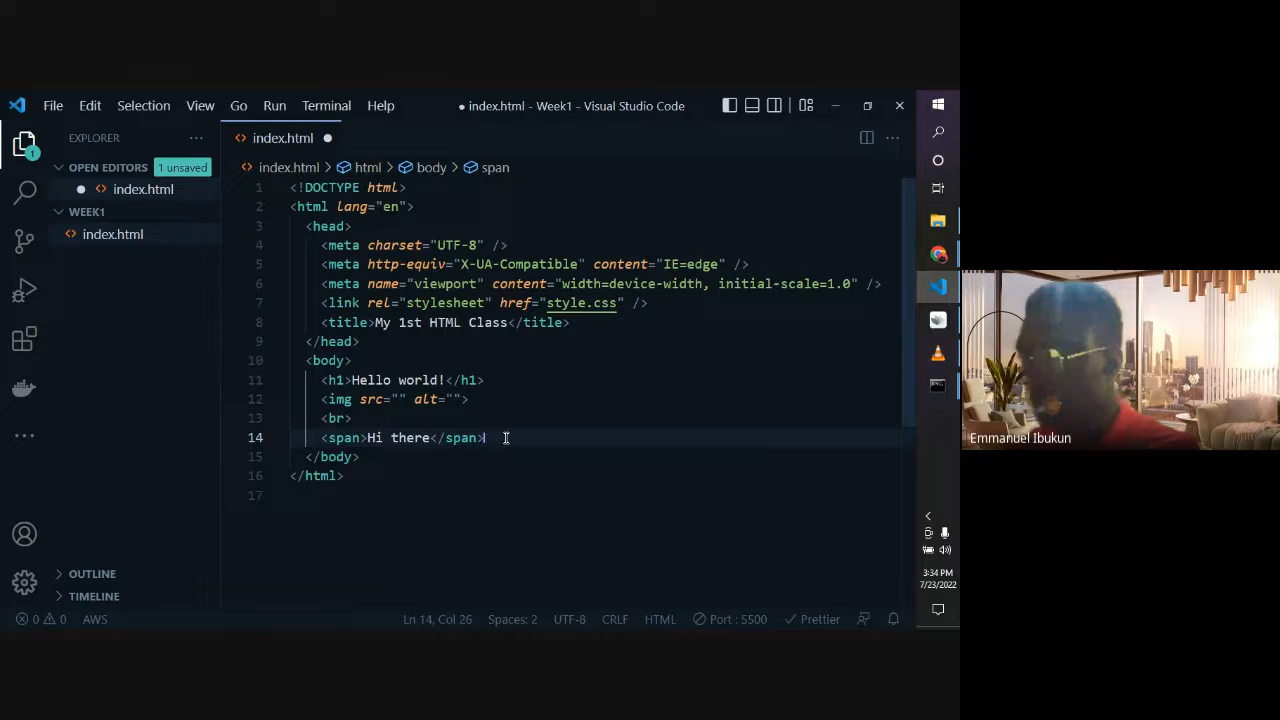 File Edit Selection View Go Run Terminal Help
● index.html - Week1 - Visual Studio Code
EXPLORER
index.html
OPEN EDITORS 1 unsaved
index.html
WEEK1
index.html
index.html > html > body > span
1 <!DOCTYPE html>
2 <html lang="en">
3 <head>
4 <meta charset="UTF-8" />
5 <meta http-equiv="X-UA-Compatible" content="IE=edge" />
6 <meta name="viewport" content="width=device-width, initial-scale=1.0" />
7 <link rel="stylesheet" href="style.css" />
8 <title>My 1st HTML Class</title>
9 </head>
10 <body>
11 <h1>Hello world!</h1>
12 <img src="" alt="">
13 <br>
14 <span>Hi there</span>
15 </body>
16 </html>
17
1
OUTLINE
TIMELINE
0 0 AWS
Ln 14, Col 26 Spaces: 2 UTF-8 CRLF HTML Port : 5500 Prettier
3:34 PM
7/23/2022
Emmanuel Ibukun